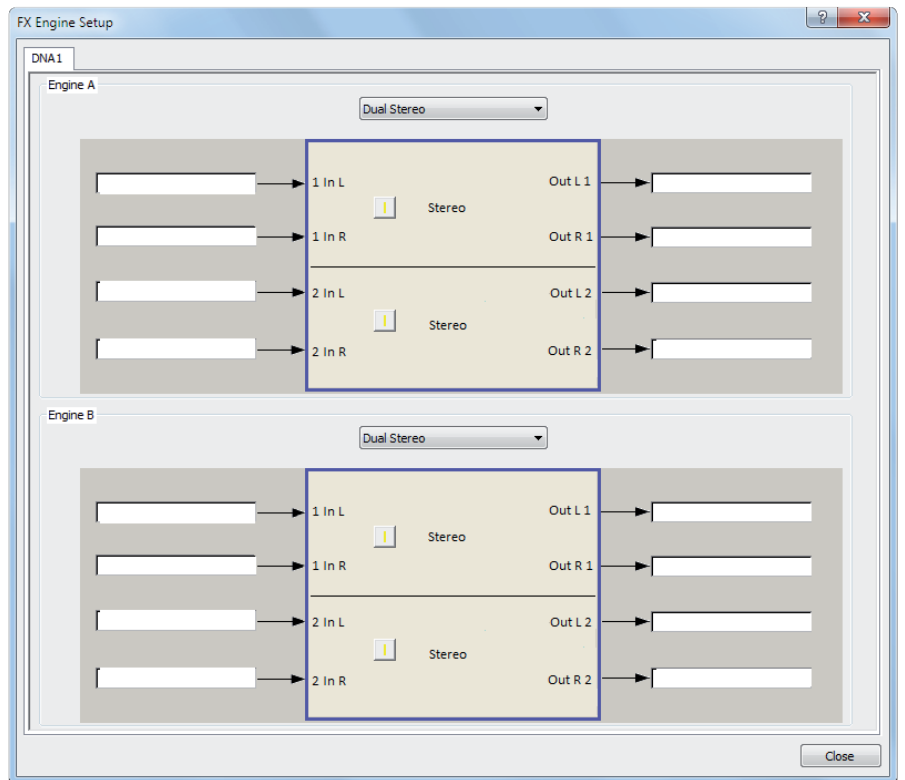 FX Engine Setup
DNA1
Engine A
Dual Stereo
1 In L
Out L 1
Stereo
1 In R
Out R 1
2 In L
Out L 2
Stereo
2 In R
Out R 2
Engine B
Dual Stereo
1 In L
Out L 1
Stereo
1 In R
Out R 1
2 In L
Out L 2
Stereo
2 In R
Out R 2
Close